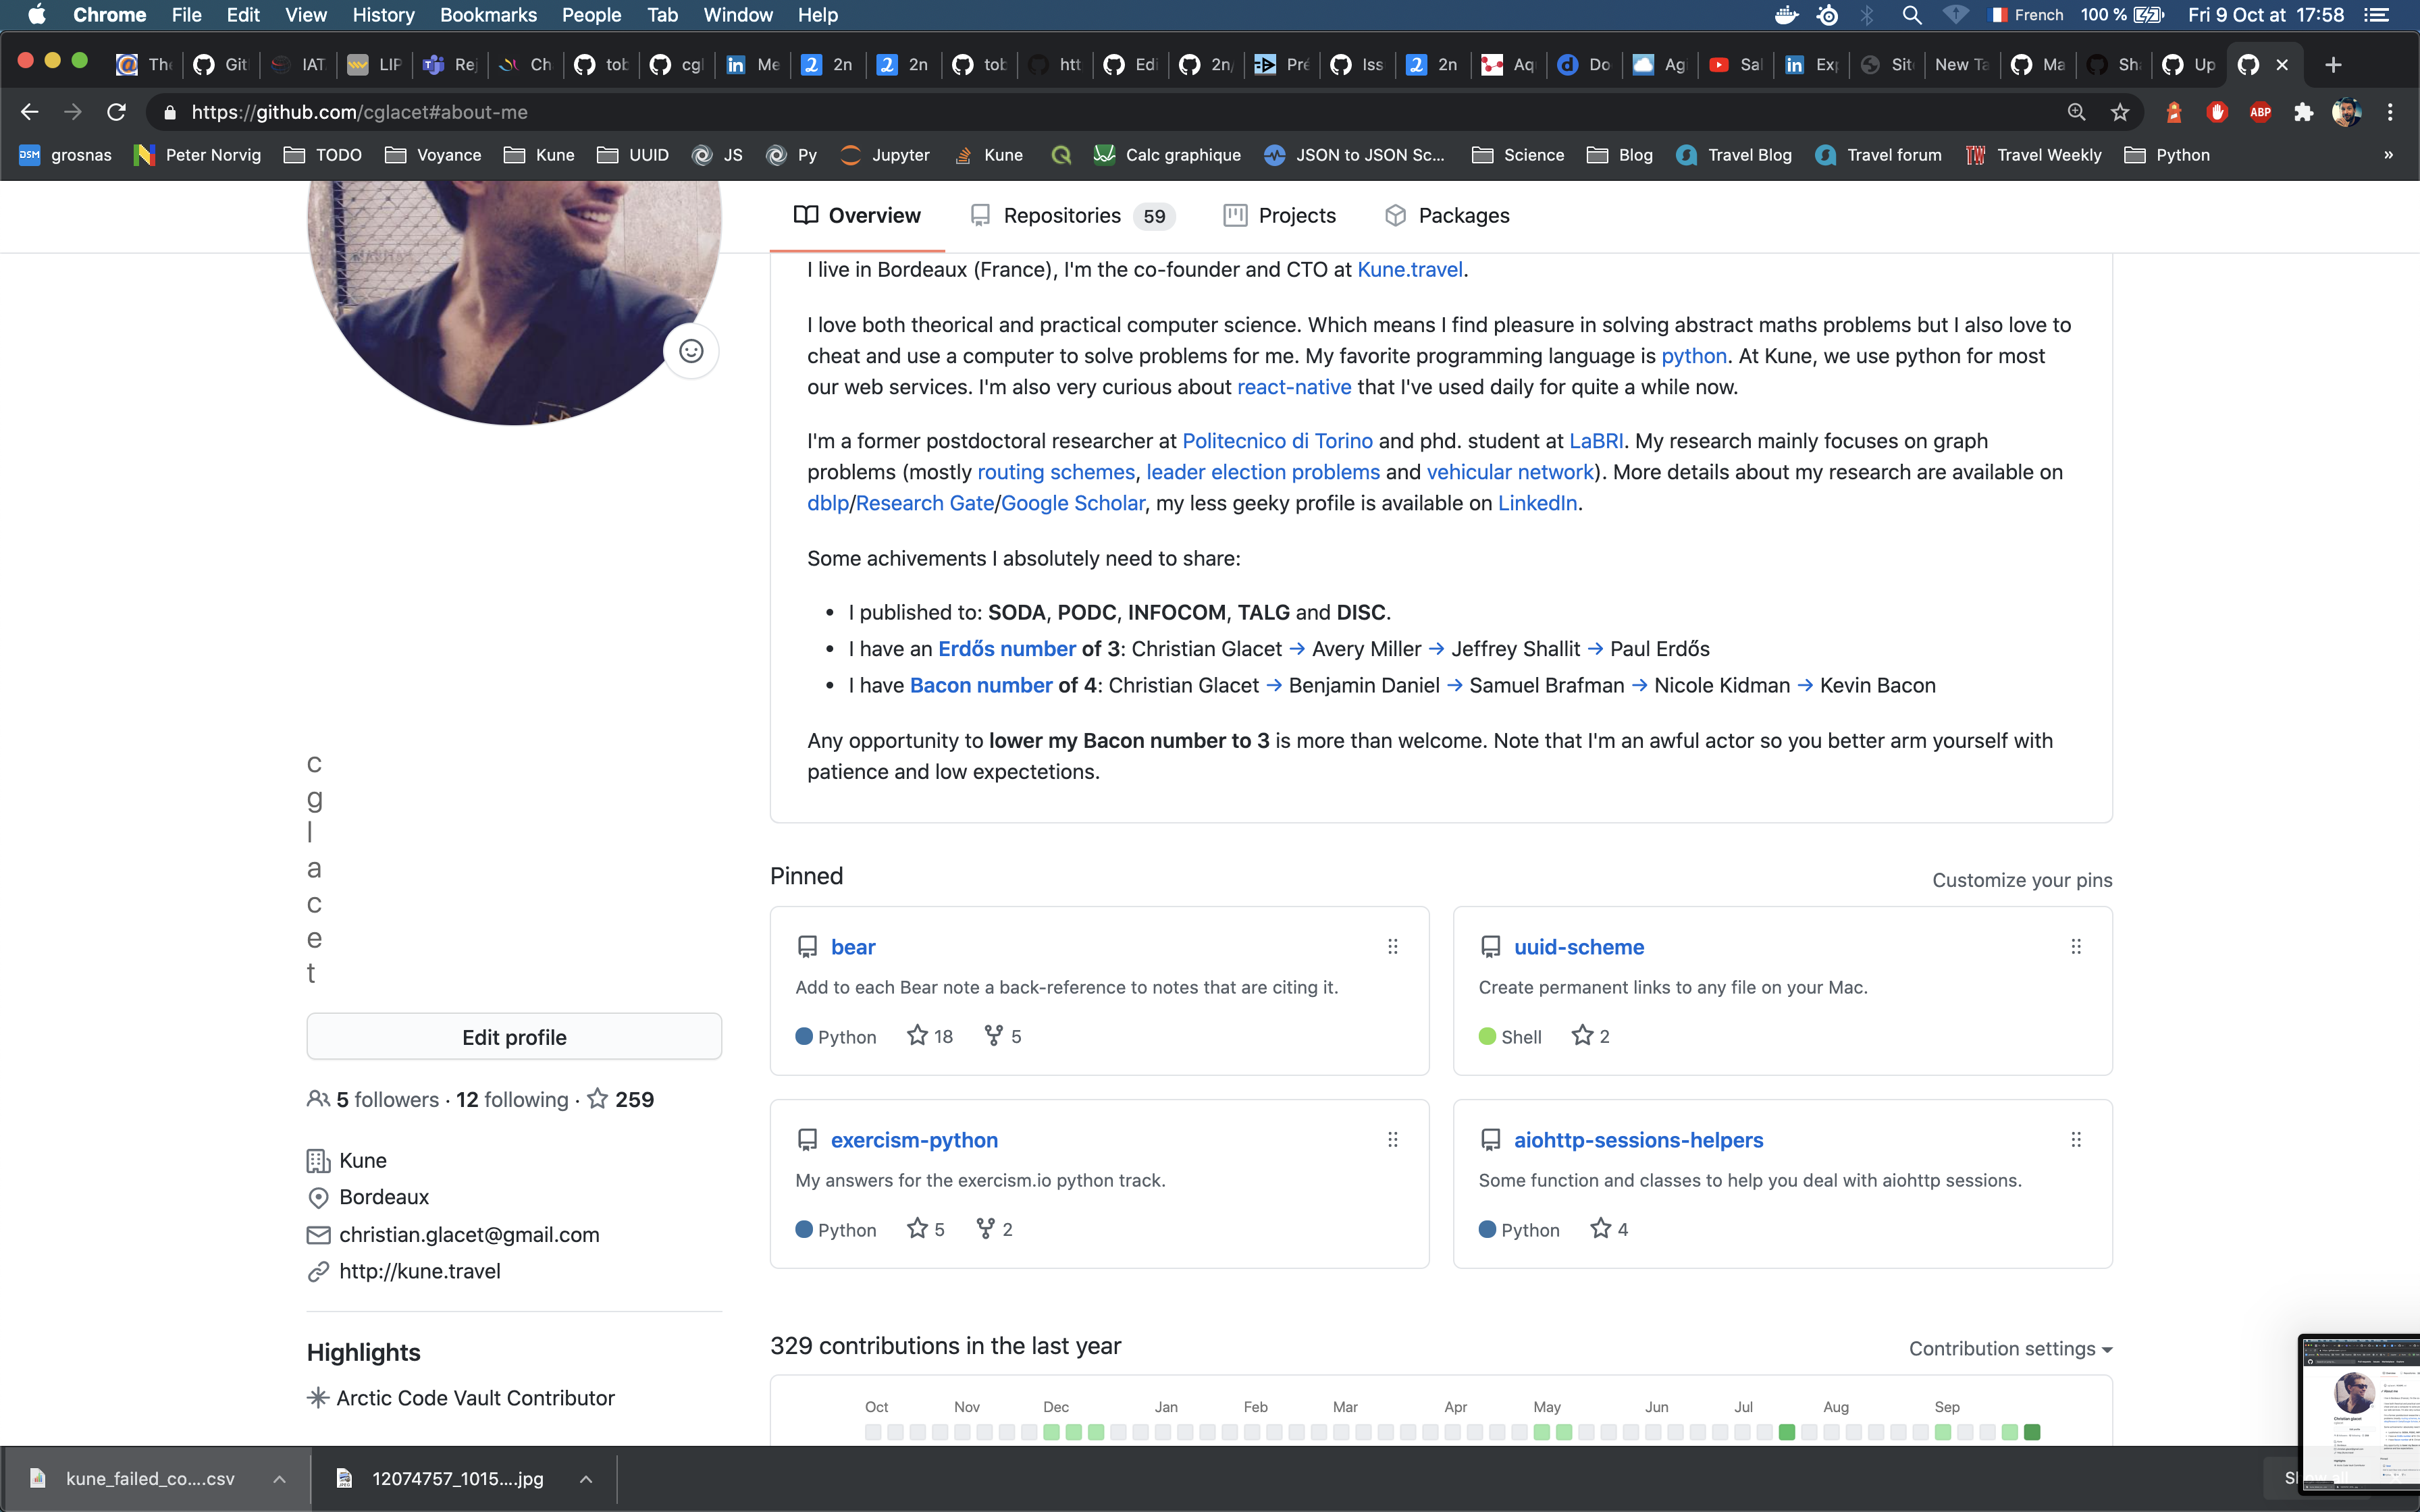 Chrome File Edit View History Bookmarks People Tab Window Help French 100 % Fri 9 Oct at 17:58
The Git IAT LIP Rej Ch tob cgl Me 2n 2n tob htt Edi 2n/ Pré Iss 2n Aq Do Agi Sal Exp Sit New Ta Ma Sh Up
https://github.com/cglacet#about-me ABP
DSM grosnas Peter Norvig TODO Voyance Kune UUID JS Py Jupyter Kune Calc graphique JSON to JSON Sc... Science Blog Travel Blog Travel forum TW Travel Weekly Python »
Overview Repositories 59 Projects Packages
I live in Bordeaux (France), I'm the co-founder and CTO at Kune.travel.
I love both theorical and practical computer science. Which means I find pleasure in solving abstract maths problems but I also love to
cheat and use a computer to solve problems for me. My favorite programming language is python. At Kune, we use python for most
our web services. I'm also very curious about react-native that I've used daily for quite a while now.
I'm a former postdoctoral researcher at Politecnico di Torino and phd. student at LaBRI. My research mainly focuses on graph
problems (mostly routing schemes, leader election problems and vehicular network). More details about my research are available on
dblp/Research Gate/Google Scholar, my less geeky profile is available on LinkedIn.
Some achivements I absolutely need to share:
• I published to: SODA, PODC, INFOCOM, TALG and DISC.
• I have an Erdős number of 3: Christian Glacet → Avery Miller → Jeffrey Shallit → Paul Erdős
• I have Bacon number of 4: Christian Glacet → Benjamin Daniel → Samuel Brafman → Nicole Kidman → Kevin Bacon
Any opportunity to lower my Bacon number to 3 is more than welcome. Note that I'm an awful actor so you better arm yourself with
patience and low expectetions.
c
g
l
a
c
e
t
Edit profile
5 followers · 12 following · 259
Kune
Bordeaux
christian.glacet@gmail.com
http://kune.travel
Highlights
Arctic Code Vault Contributor
Pinned
Customize your pins
bear
Add to each Bear note a back-reference to notes that are citing it.
Python 18 5
uuid-scheme
Create permanent links to any file on your Mac.
Shell 2
exercism-python
My answers for the exercism.io python track.
Python 5 2
aiohttp-sessions-helpers
Some function and classes to help you deal with aiohttp sessions.
Python 4
329 contributions in the last year
Contribution settings
Oct Nov Dec Jan Feb Mar Apr May Jun Jul Aug Sep
kune_failed_co....csv 12074757_1015....jpg